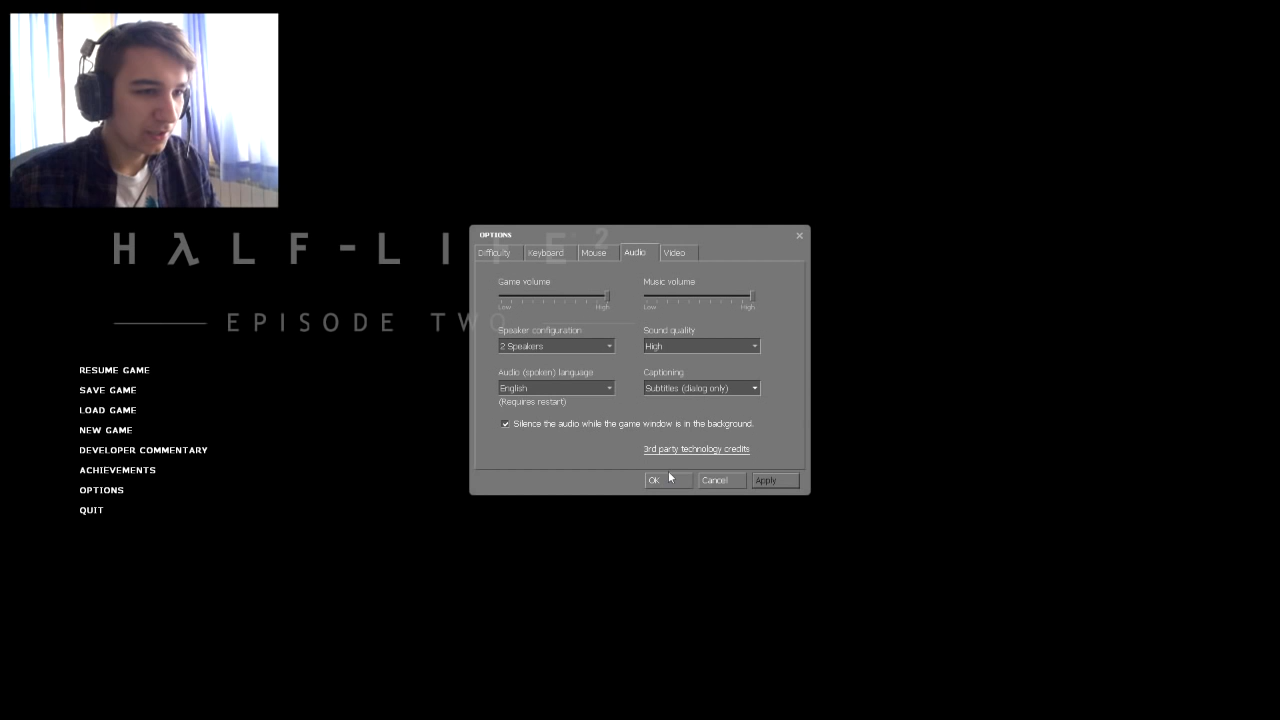 HλLF-LIFE 2
EPISODE TWO
RESUME GAME
SAVE GAME
LOAD GAME
NEW GAME
DEVELOPER COMMENTARY
ACHIEVEMENTS
OPTIONS
QUIT
OPTIONS
Difficulty Keyboard Mouse Audio Video
Game volume Music volume
Low High Low High
Speaker configuration Sound quality
2 Speakers High
Audio (spoken) language Captioning
English Subtitles (dialog only)
(Requires restart)
Silence the audio while the game window is in the background.
3rd party technology credits
OK Cancel Apply